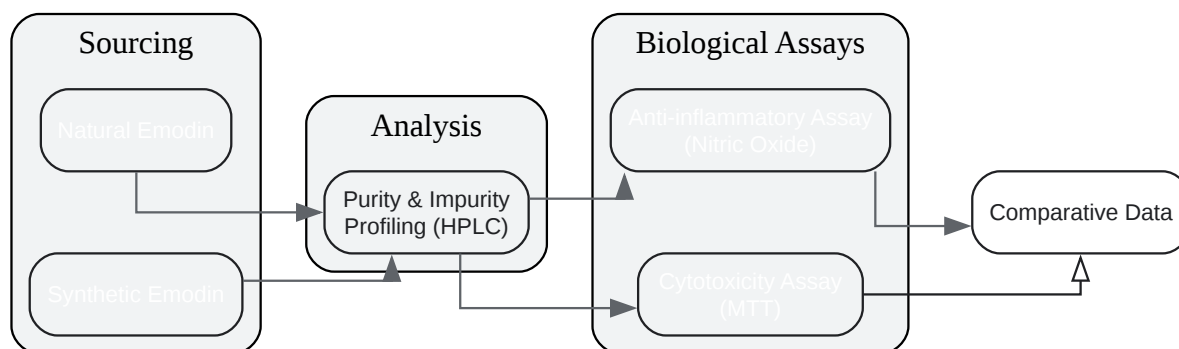 Sourcing
Natural Emodin
Synthetic Emodin
Analysis
Purity & Impurity
Profiling (HPLC)
Biological Assays
Anti-inflammatory Assay
(Nitric Oxide)
Cytotoxicity Assay
(MTT)
Comparative Data